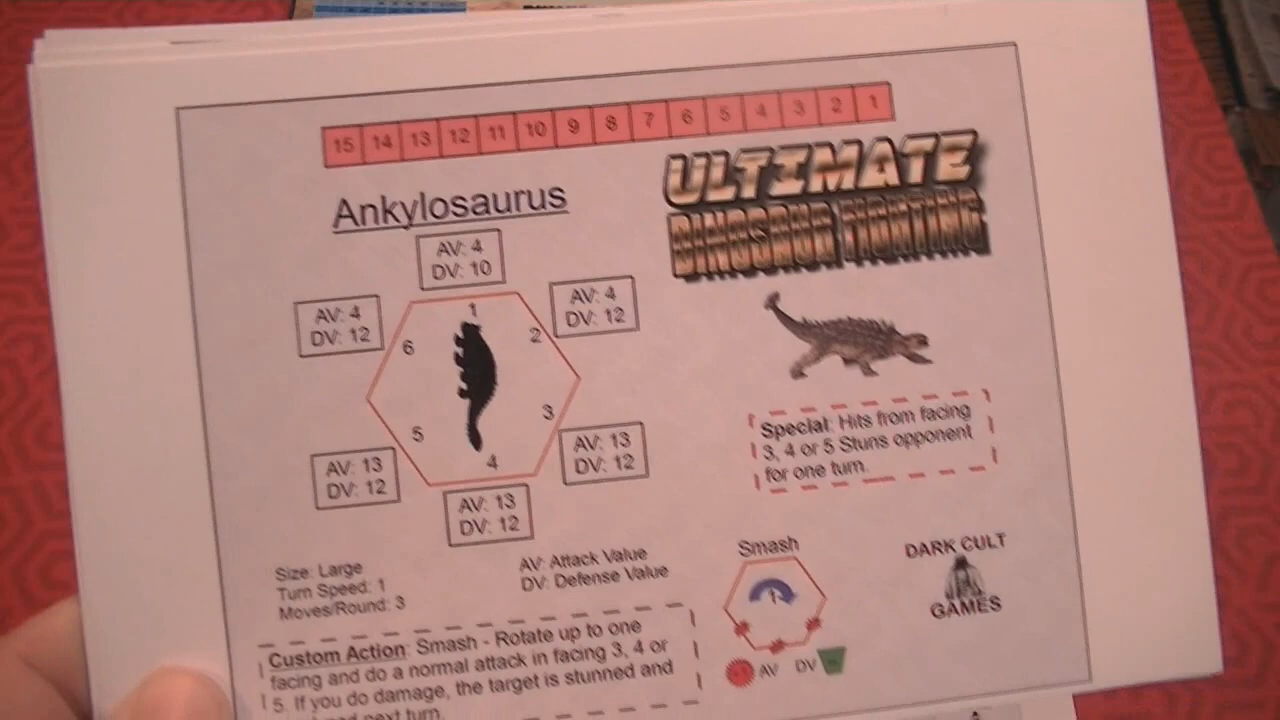 15 14 13 12 11 10 9 8 7 6 5 4 3 2 1
ULTIMATE
DINOSAUR FIGHTING
Ankylosaurus
AV: 4
DV: 10
AV: 4
DV: 12
AV: 4
DV: 12
1
2
6
3
5
4
AV: 13
DV: 12
AV: 13
DV: 12
AV: 13
DV: 12
Special: Hits from facing
3, 4 or 5 Stuns opponent
for one turn.
Size: Large
Turn Speed: 1
Moves/Round: 3
AV: Attack Value
DV: Defense Value
Smash
1
AV DV
DARK CULT
GAMES
Custom Action: Smash - Rotate up to one
facing and do a normal attack in facing 3, 4 or
5. If you do damage, the target is stunned and
next turn.